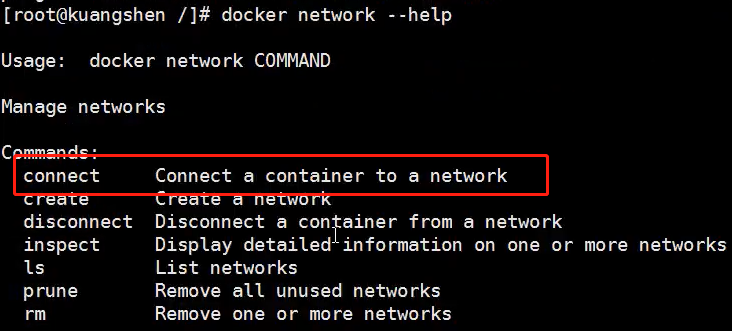 [root@kuangshen /]# docker network --help
Usage:  docker network COMMAND
Manage networks
Commands:
connect     Connect a container to a network
create      Create a network
disconnect  Disconnect a container from a network
inspect     Display detailed information on one or more networks
ls          List networks
prune       Remove all unused networks
rm          Remove one or more networks